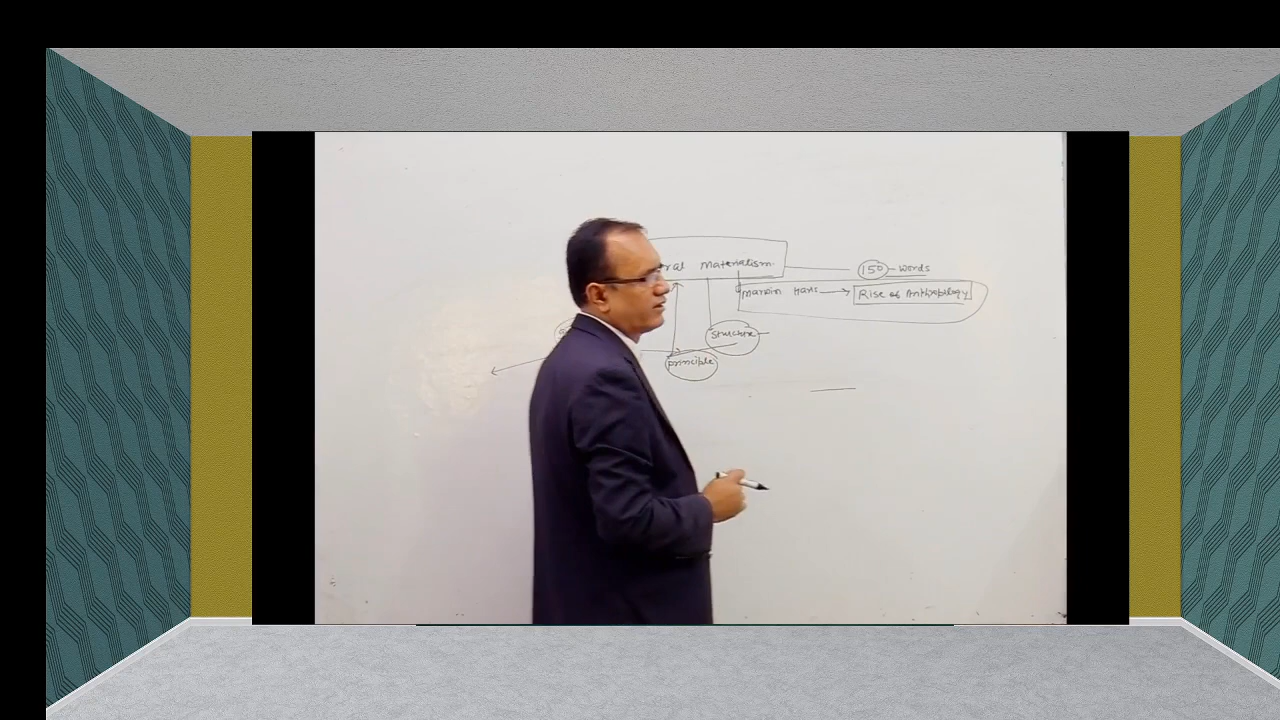 ral Materialism
150 - words
marvin haris → Rise of Anthropology
structure
principle